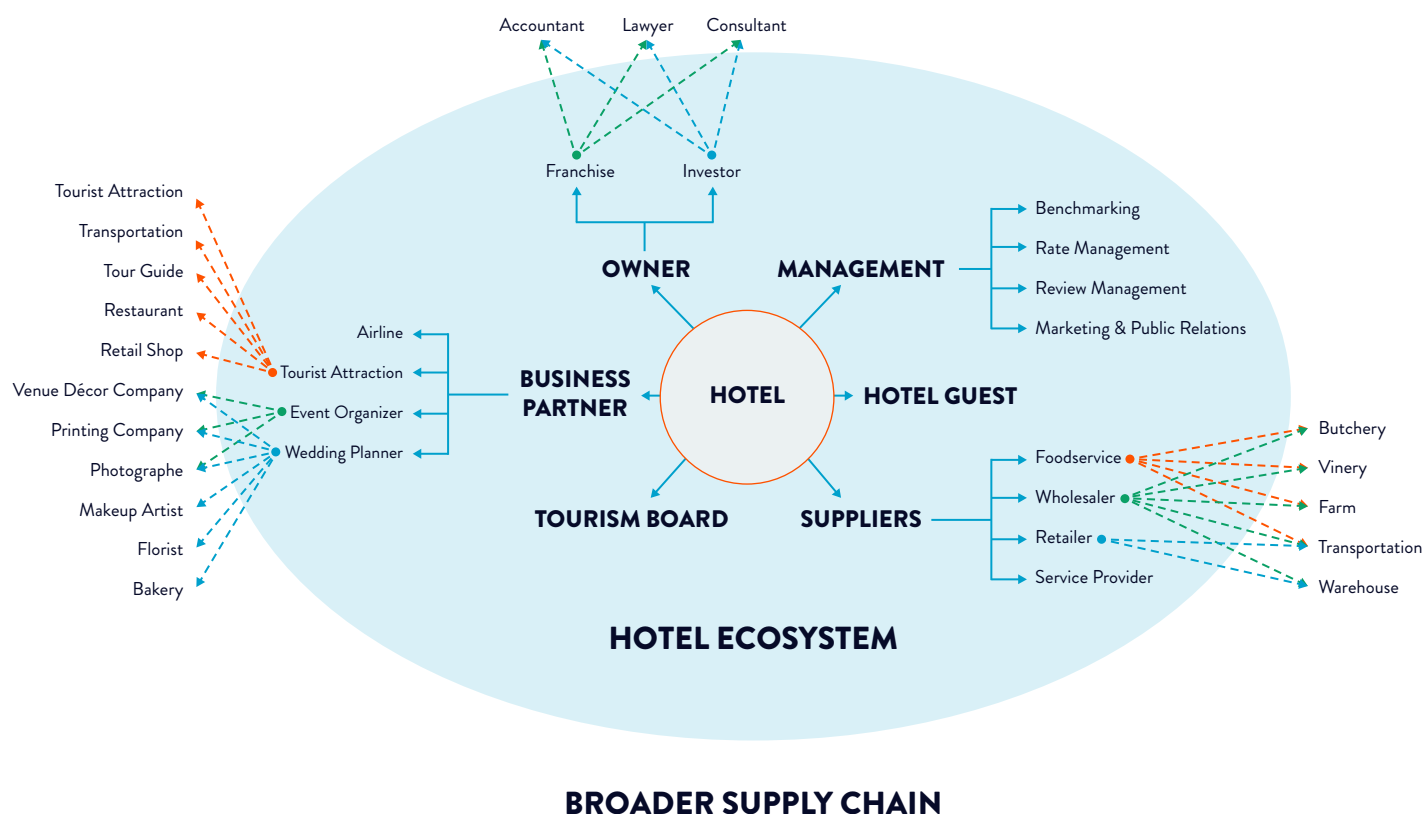 Accountant
Lawyer
Consultant
Franchise
Investor
OWNER
MANAGEMENT
Benchmarking
Rate Management
Review Management
Marketing & Public Relations
Tourist Attraction
Transportation
Tour Guide
Restaurant
Retail Shop
Venue Décor Company
Printing Company
Photographe
Makeup Artist
Florist
Bakery
Airline
Tourist Attraction
Event Organizer
Wedding Planner
BUSINESS
PARTNER
HOTEL
HOTEL GUEST
TOURISM BOARD
SUPPLIERS
Foodservice
Wholesaler
Retailer
Service Provider
Butchery
Vinery
Farm
Transportation
Warehouse
HOTEL ECOSYSTEM
BROADER SUPPLY CHAIN